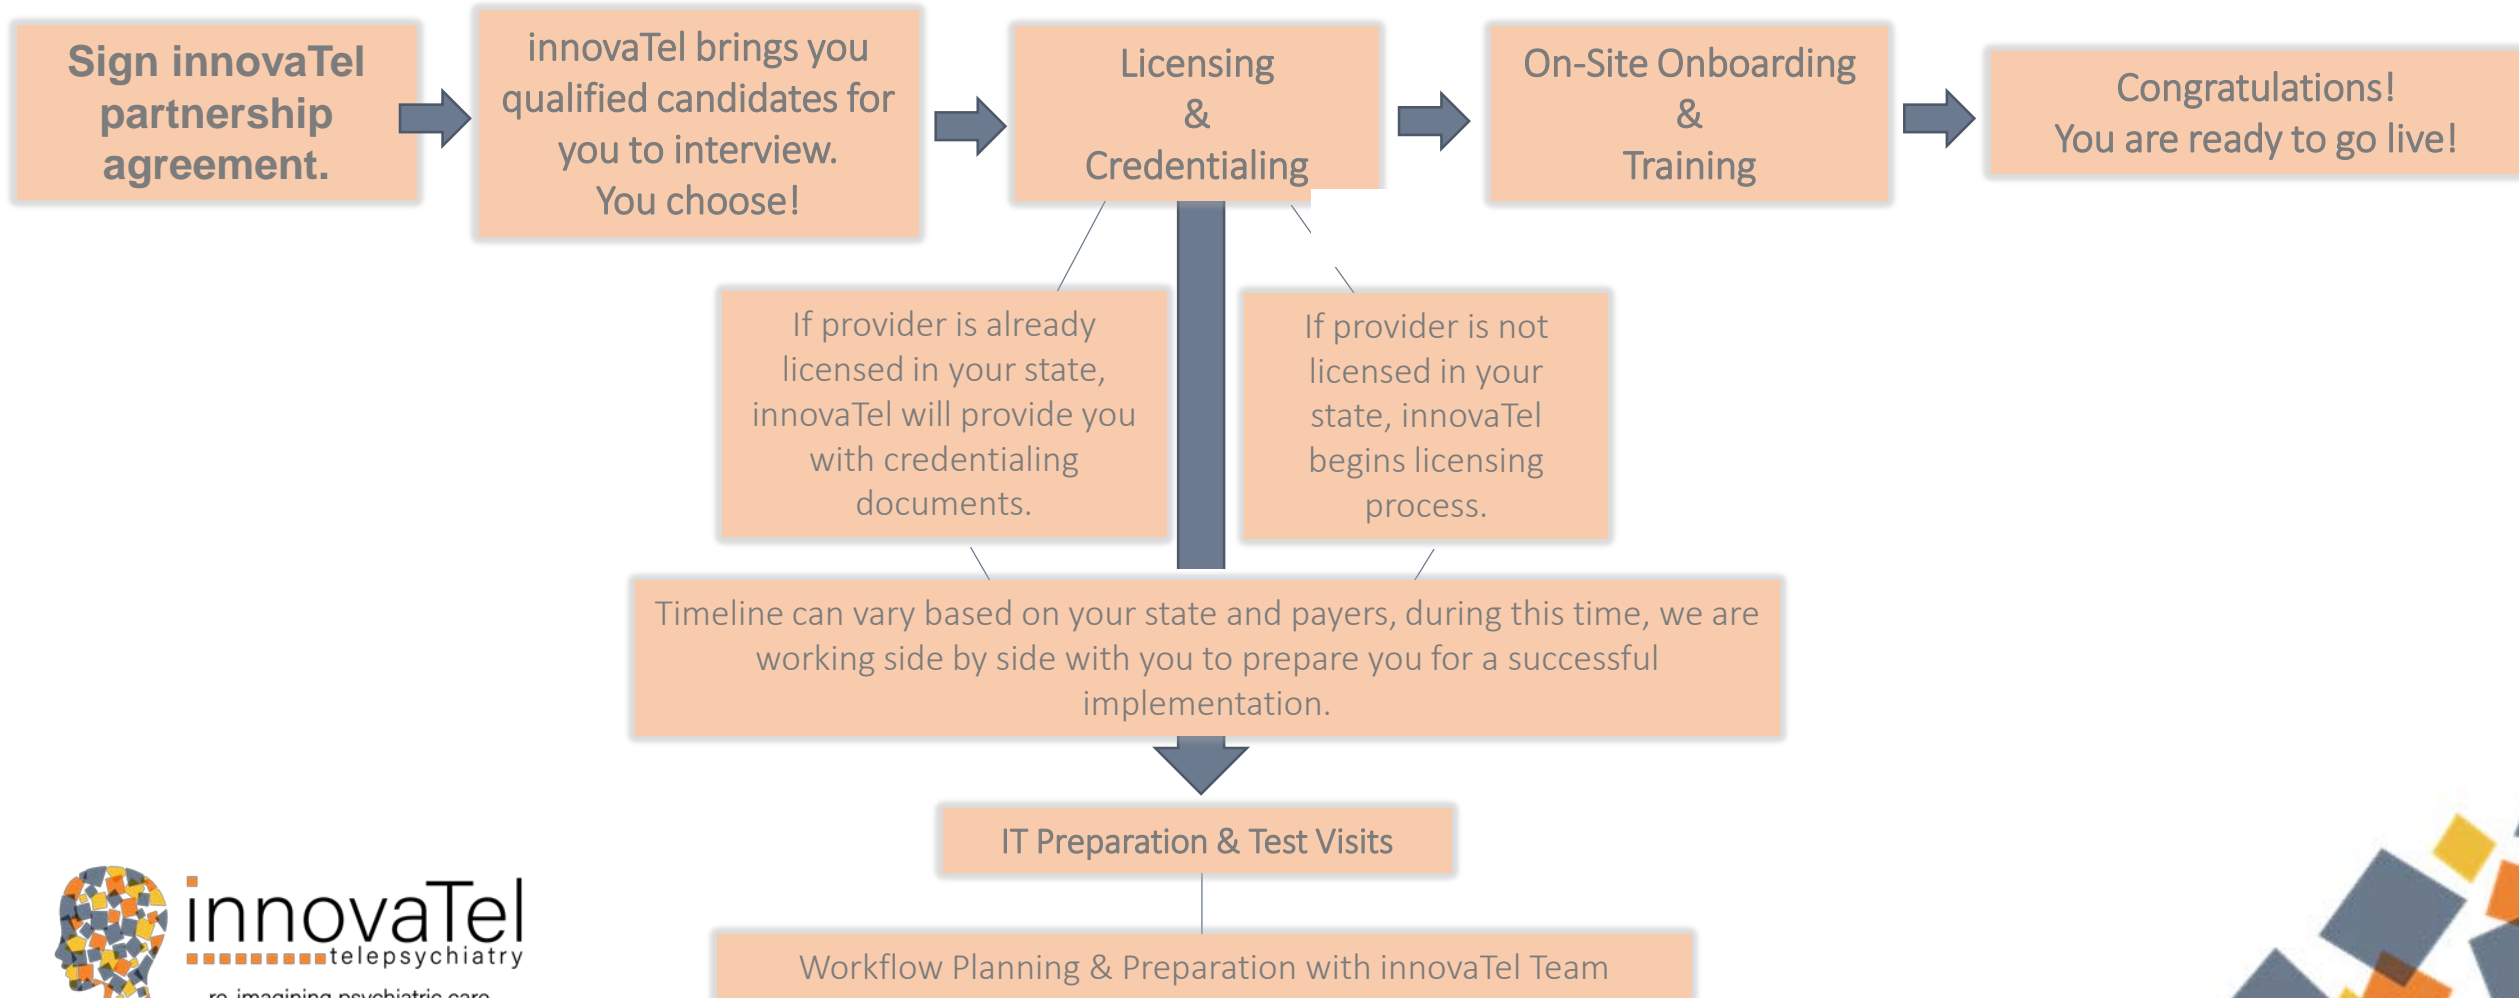 Sign innovaTel
partnership
agreement.
innovaTel brings you
qualified candidates for
you to interview.
You choose!
Licensing
&
Credentialing
On-Site Onboarding
&
Training
Congratulations!
You are ready to go live!
If provider is already
licensed in your state,
innovaTel will provide you
with credentialing
documents.
If provider is not
licensed in your
state, innovaTel
begins licensing
process.
Timeline can vary based on your state and payers, during this time, we are
working side by side with you to prepare you for a successful
implementation.
IT Preparation & Test Visits
Workflow Planning & Preparation with innovaTel Team
innovaTel
telepsychiatry
re-imagining psychiatric care